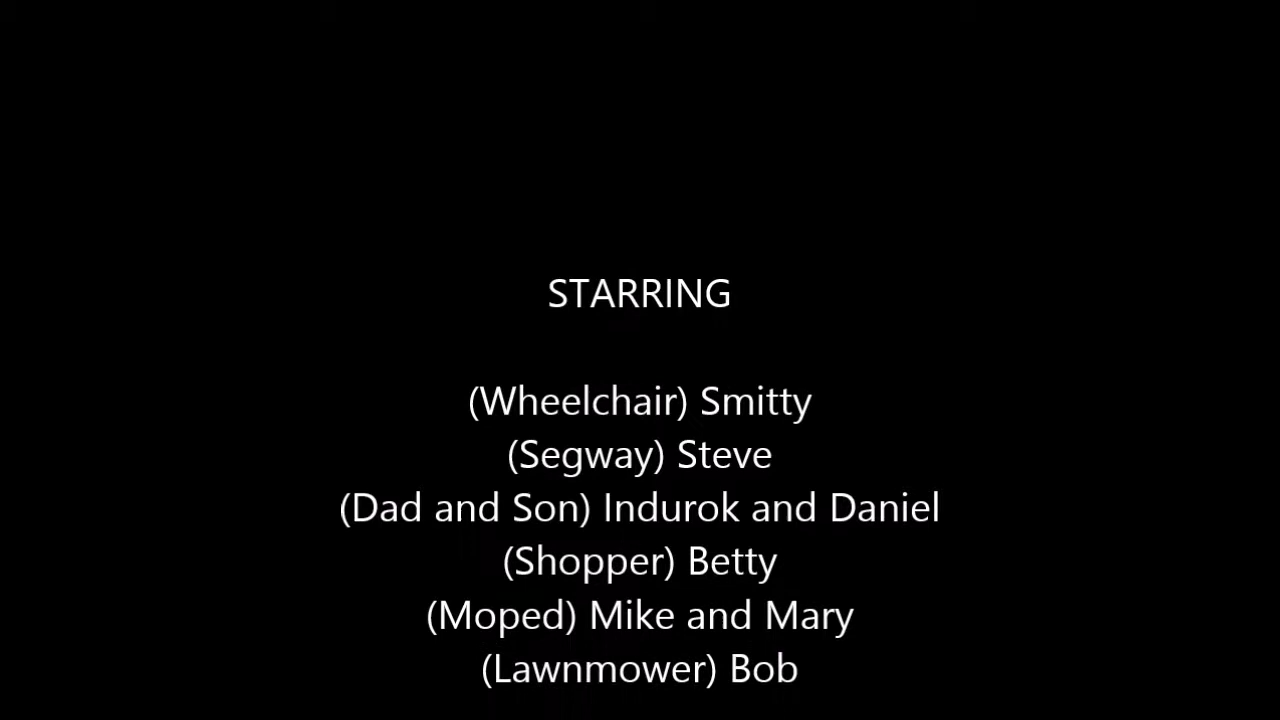 STARRING
(Wheelchair) Smitty
(Segway) Steve
(Dad and Son) Indurok and Daniel
(Shopper) Betty
(Moped) Mike and Mary
(Lawnmower) Bob